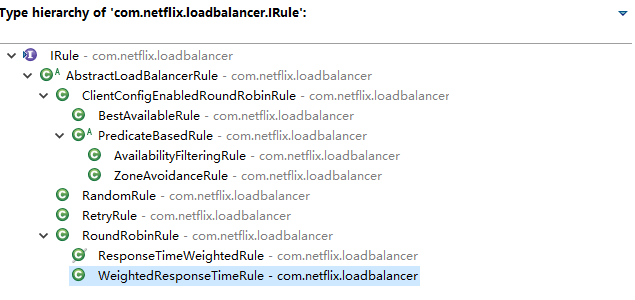 Type hierarchy of 'com.netflix.loadbalancer.IRule':
IRule - com.netflix.loadbalancer
AbstractLoadBalancerRule - com.netflix.loadbalancer
ClientConfigEnabledRoundRobinRule - com.netflix.loadbalancer
BestAvailableRule - com.netflix.loadbalancer
PredicateBasedRule - com.netflix.loadbalancer
AvailabilityFilteringRule - com.netflix.loadbalancer
ZoneAvoidanceRule - com.netflix.loadbalancer
RandomRule - com.netflix.loadbalancer
RetryRule - com.netflix.loadbalancer
RoundRobinRule - com.netflix.loadbalancer
ResponseTimeWeightedRule - com.netflix.loadbalancer
WeightedResponseTimeRule - com.netflix.loadbalancer